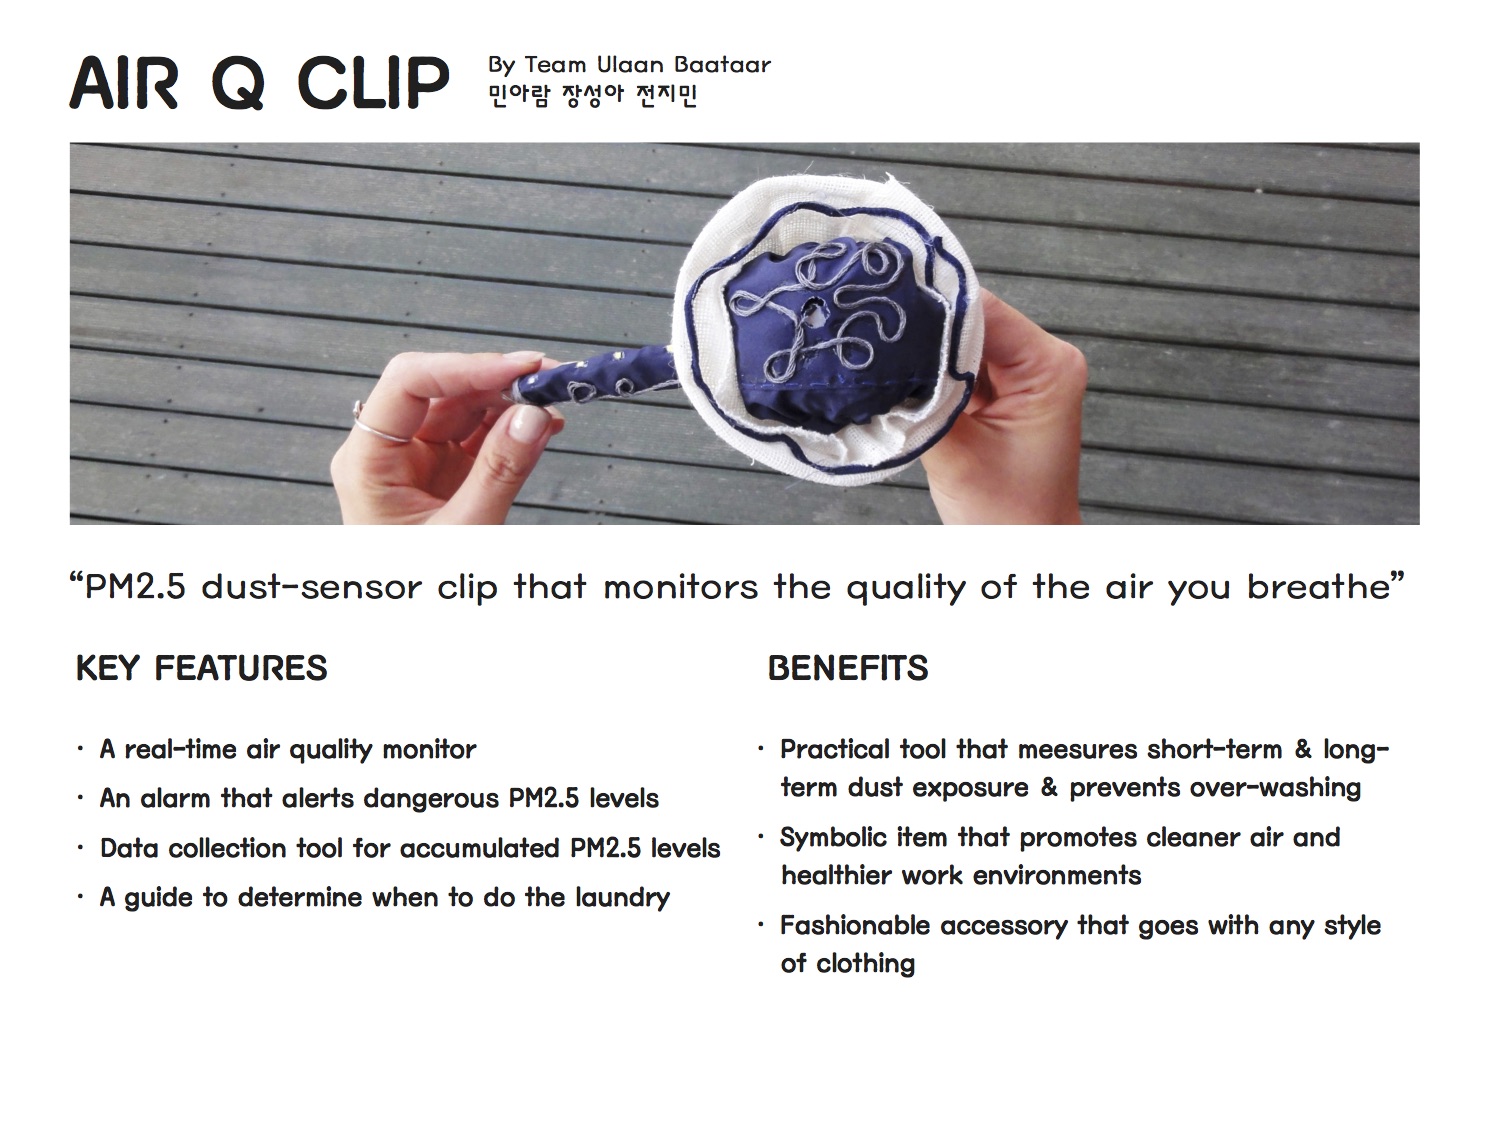 AIR Q CLIP
By Team Ulaan Baataar
민아람 장성아 전지민
“PM2.5 dust-sensor clip that monitors the quality of the air you breathe”
KEY FEATURES
· A real-time air quality monitor
· An alarm that alerts dangerous PM2.5 levels
· Data collection tool for accumulated PM2.5 levels
· A guide to determine when to do the laundry
BENEFITS
· Practical tool that meesures short-term & long-
term dust exposure & prevents over-washing
· Symbolic item that promotes cleaner air and
healthier work environments
· Fashionable accessory that goes with any style
of clothing